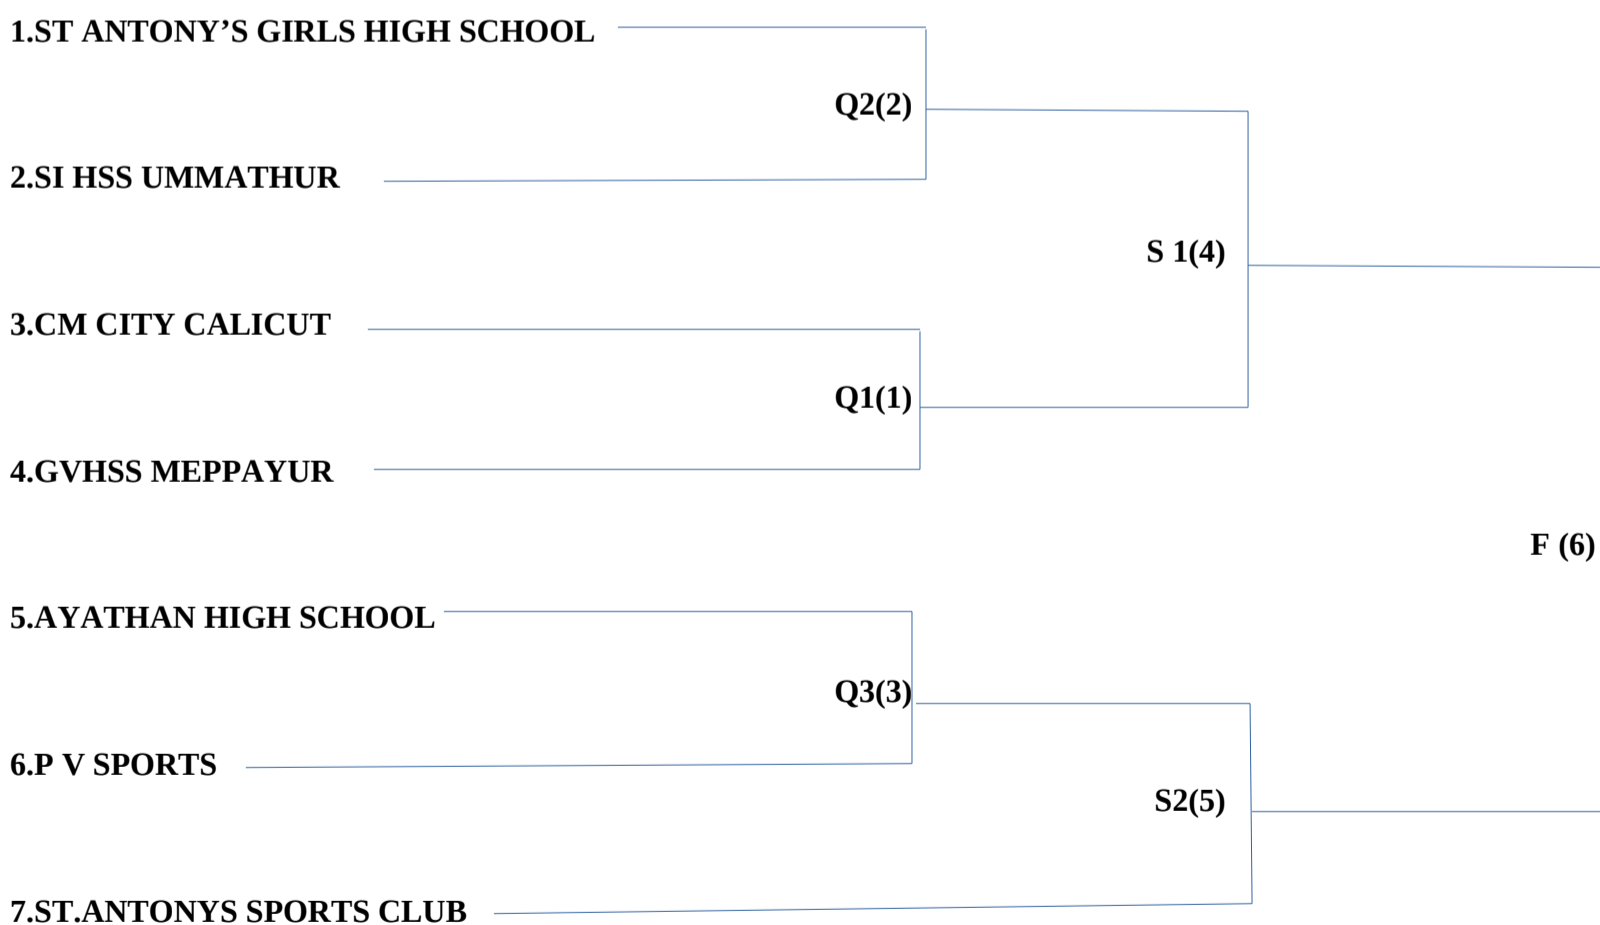 1.ST ANTONY’S GIRLS HIGH SCHOOL
Q2(2)
2.SI HSS UMMATHUR
S 1(4)
3.CM CITY CALICUT
Q1(1)
4.GVHSS MEPPAYUR
F (6)
5.AYATHAN HIGH SCHOOL
Q3(3)
6.P V SPORTS
S2(5)
7.ST.ANTONYS SPORTS CLUB